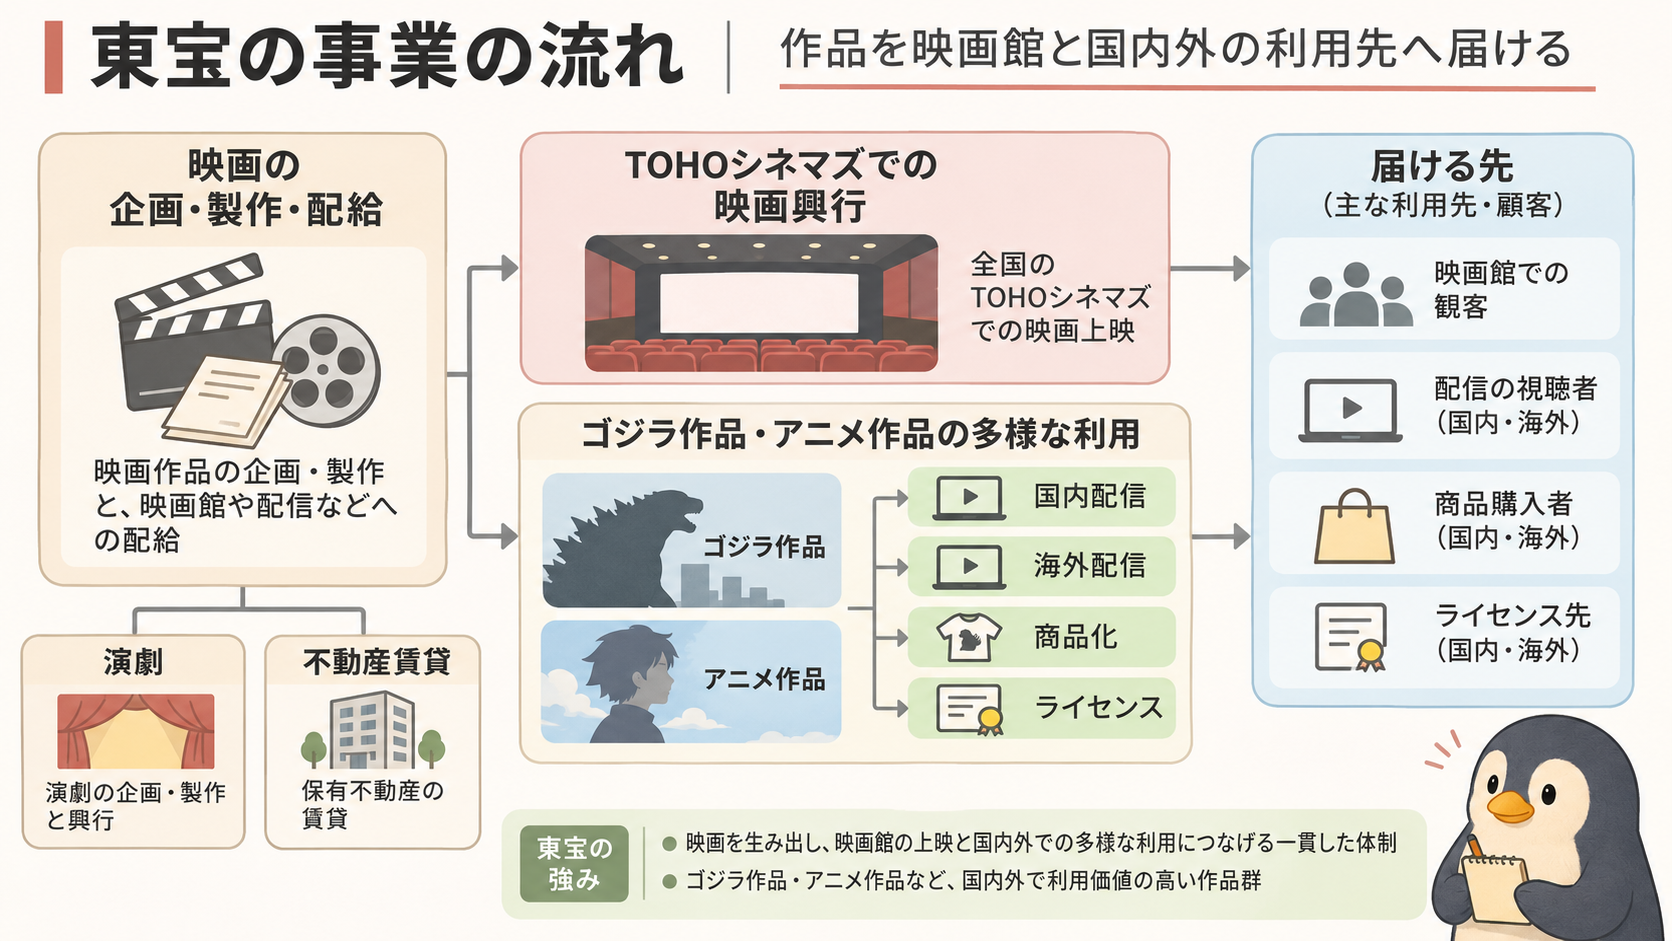 東宝の事業の流れ
作品を映画館と国内外の利用先へ届ける
映画の
企画・製作・配給
映画作品の企画・製作
と、映画館や配信などへ
の配給
演劇
演劇の企画・製作
と興行
不動産賃貸
保有不動産の
賃貸
TOHOシネマズでの
映画興行
全国の
TOHOシネマズ
での映画上映
ゴジラ作品・アニメ作品の多様な利用
ゴジラ作品
アニメ作品
国内配信
海外配信
商品化
ライセンス
届ける先
（主な利用先・顧客）
映画館での
観客
配信の視聴者
（国内・海外）
商品購入者
（国内・海外）
ライセンス先
（国内・海外）
東宝の
強み
● 映画を生み出し、映画館の上映と国内外での多様な利用につなげる一貫した体制
● ゴジラ作品・アニメ作品など、国内外で利用価値の高い作品群